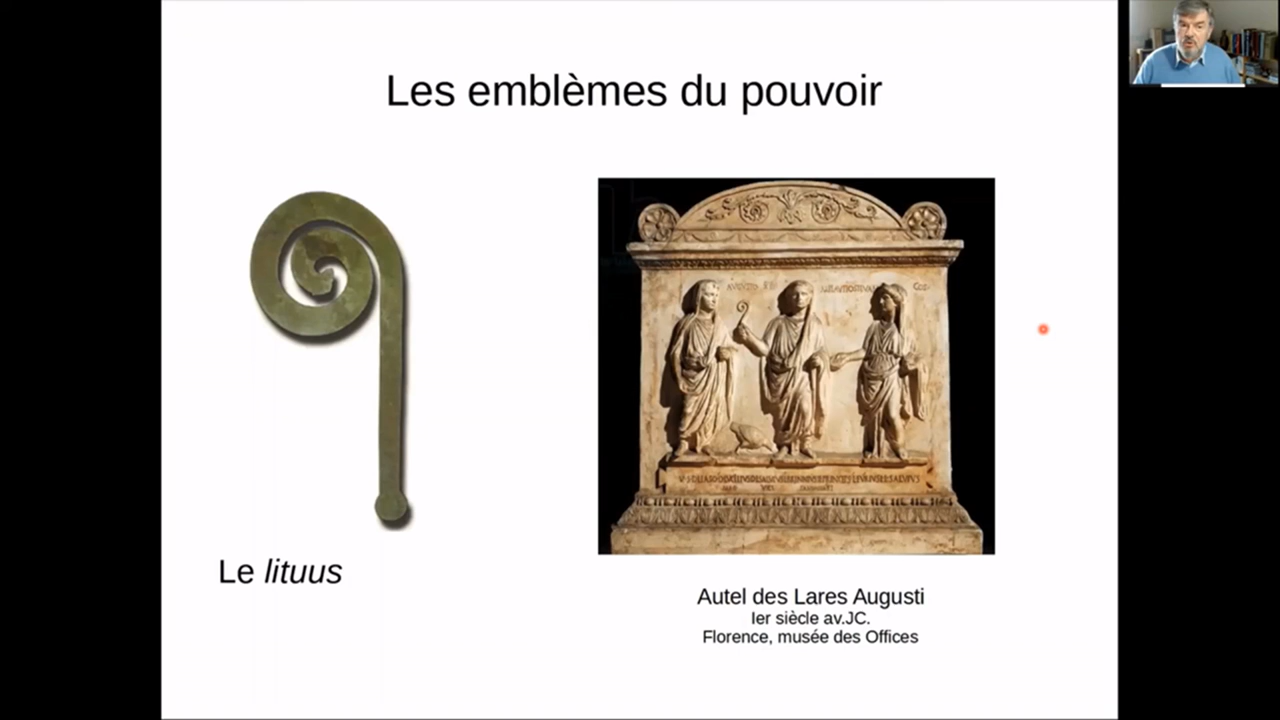 Les emblèmes du pouvoir
Le lituus
Autel des Lares Augusti
Ier siècle av.JC.
Florence, musée des Offices